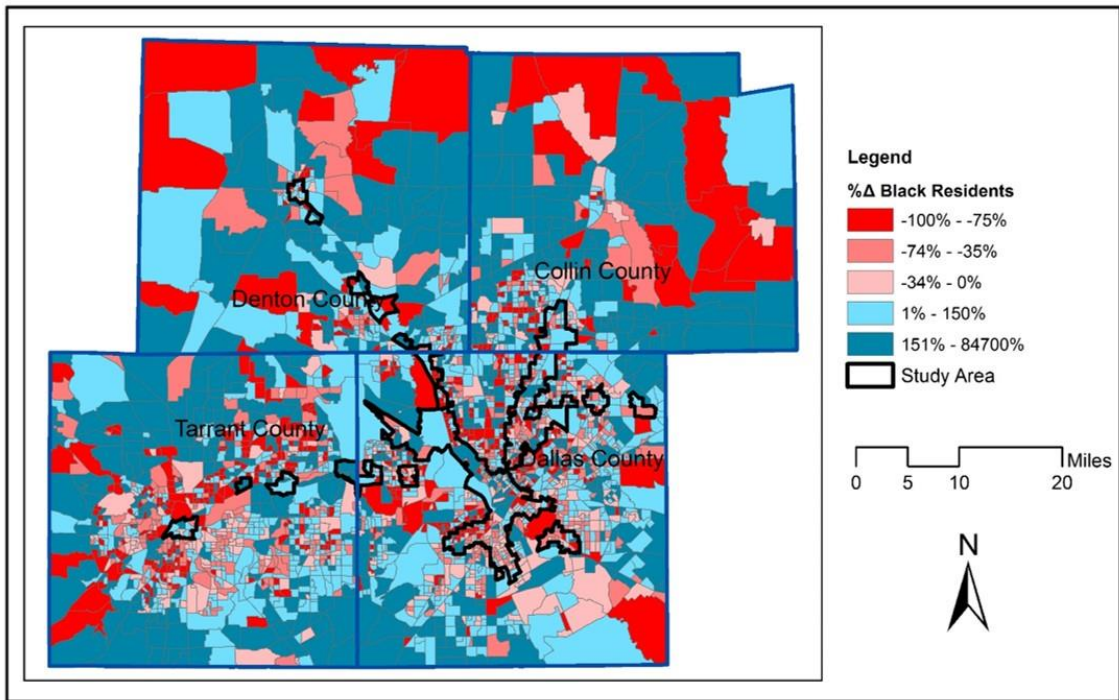 Denton County
Collin County
Tarrant County
Dallas County
Legend
%Δ Black Residents
-100% - -75%
-74% - -35%
-34% - 0%
1% - 150%
151% - 84700%
Study Area
Miles
0 5 10 20
N